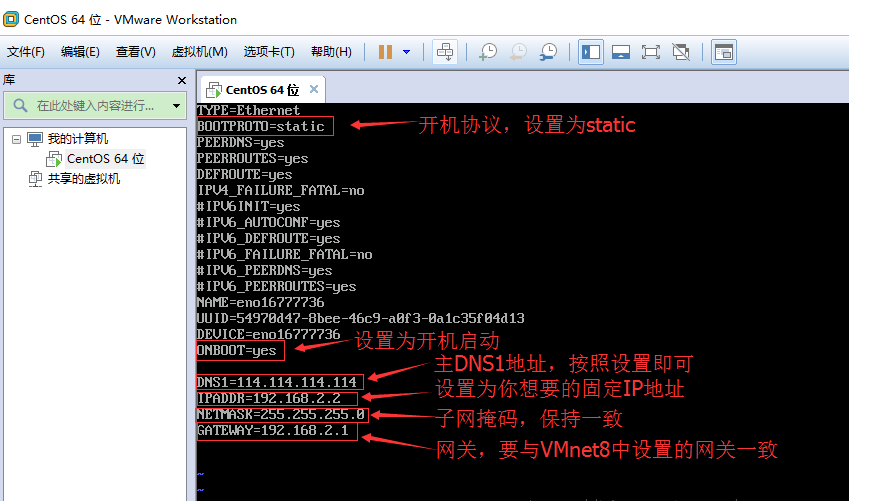 CentOS 64 位 - VMware Workstation
文件(F) 编辑(E) 查看(V) 虚拟机(M) 选项卡(T) 帮助(H)
库
在此处键入内容进行...
我的计算机
CentOS 64 位
共享的虚拟机
CentOS 64 位
TYPE=Ethernet
BOOTPROTO=static
开机协议，设置为static
PEERDNS=yes
PEERROUTES=yes
DEFROUTE=yes
IPV4_FAILURE_FATAL=no
#IPV6INIT=yes
#IPV6_AUTOCONF=yes
#IPV6_DEFROUTE=yes
#IPV6_FAILURE_FATAL=no
#IPV6_PEERDNS=yes
#IPV6_PEERROUTES=yes
NAME=eno16777736
UUID=54970d47-8bee-46c9-a0f3-0a1c35f04d13
DEVICE=eno16777736
ONBOOT=yes
设置为开机启动
DNS1=114.114.114.114
主DNS1地址，按照设置即可
IPADDR=192.168.2.2
设置为你想要的固定IP地址
NETMASK=255.255.255.0
子网掩码，保持一致
GATEWAY=192.168.2.1
网关，要与VMnet8中设置的网关一致
~
~